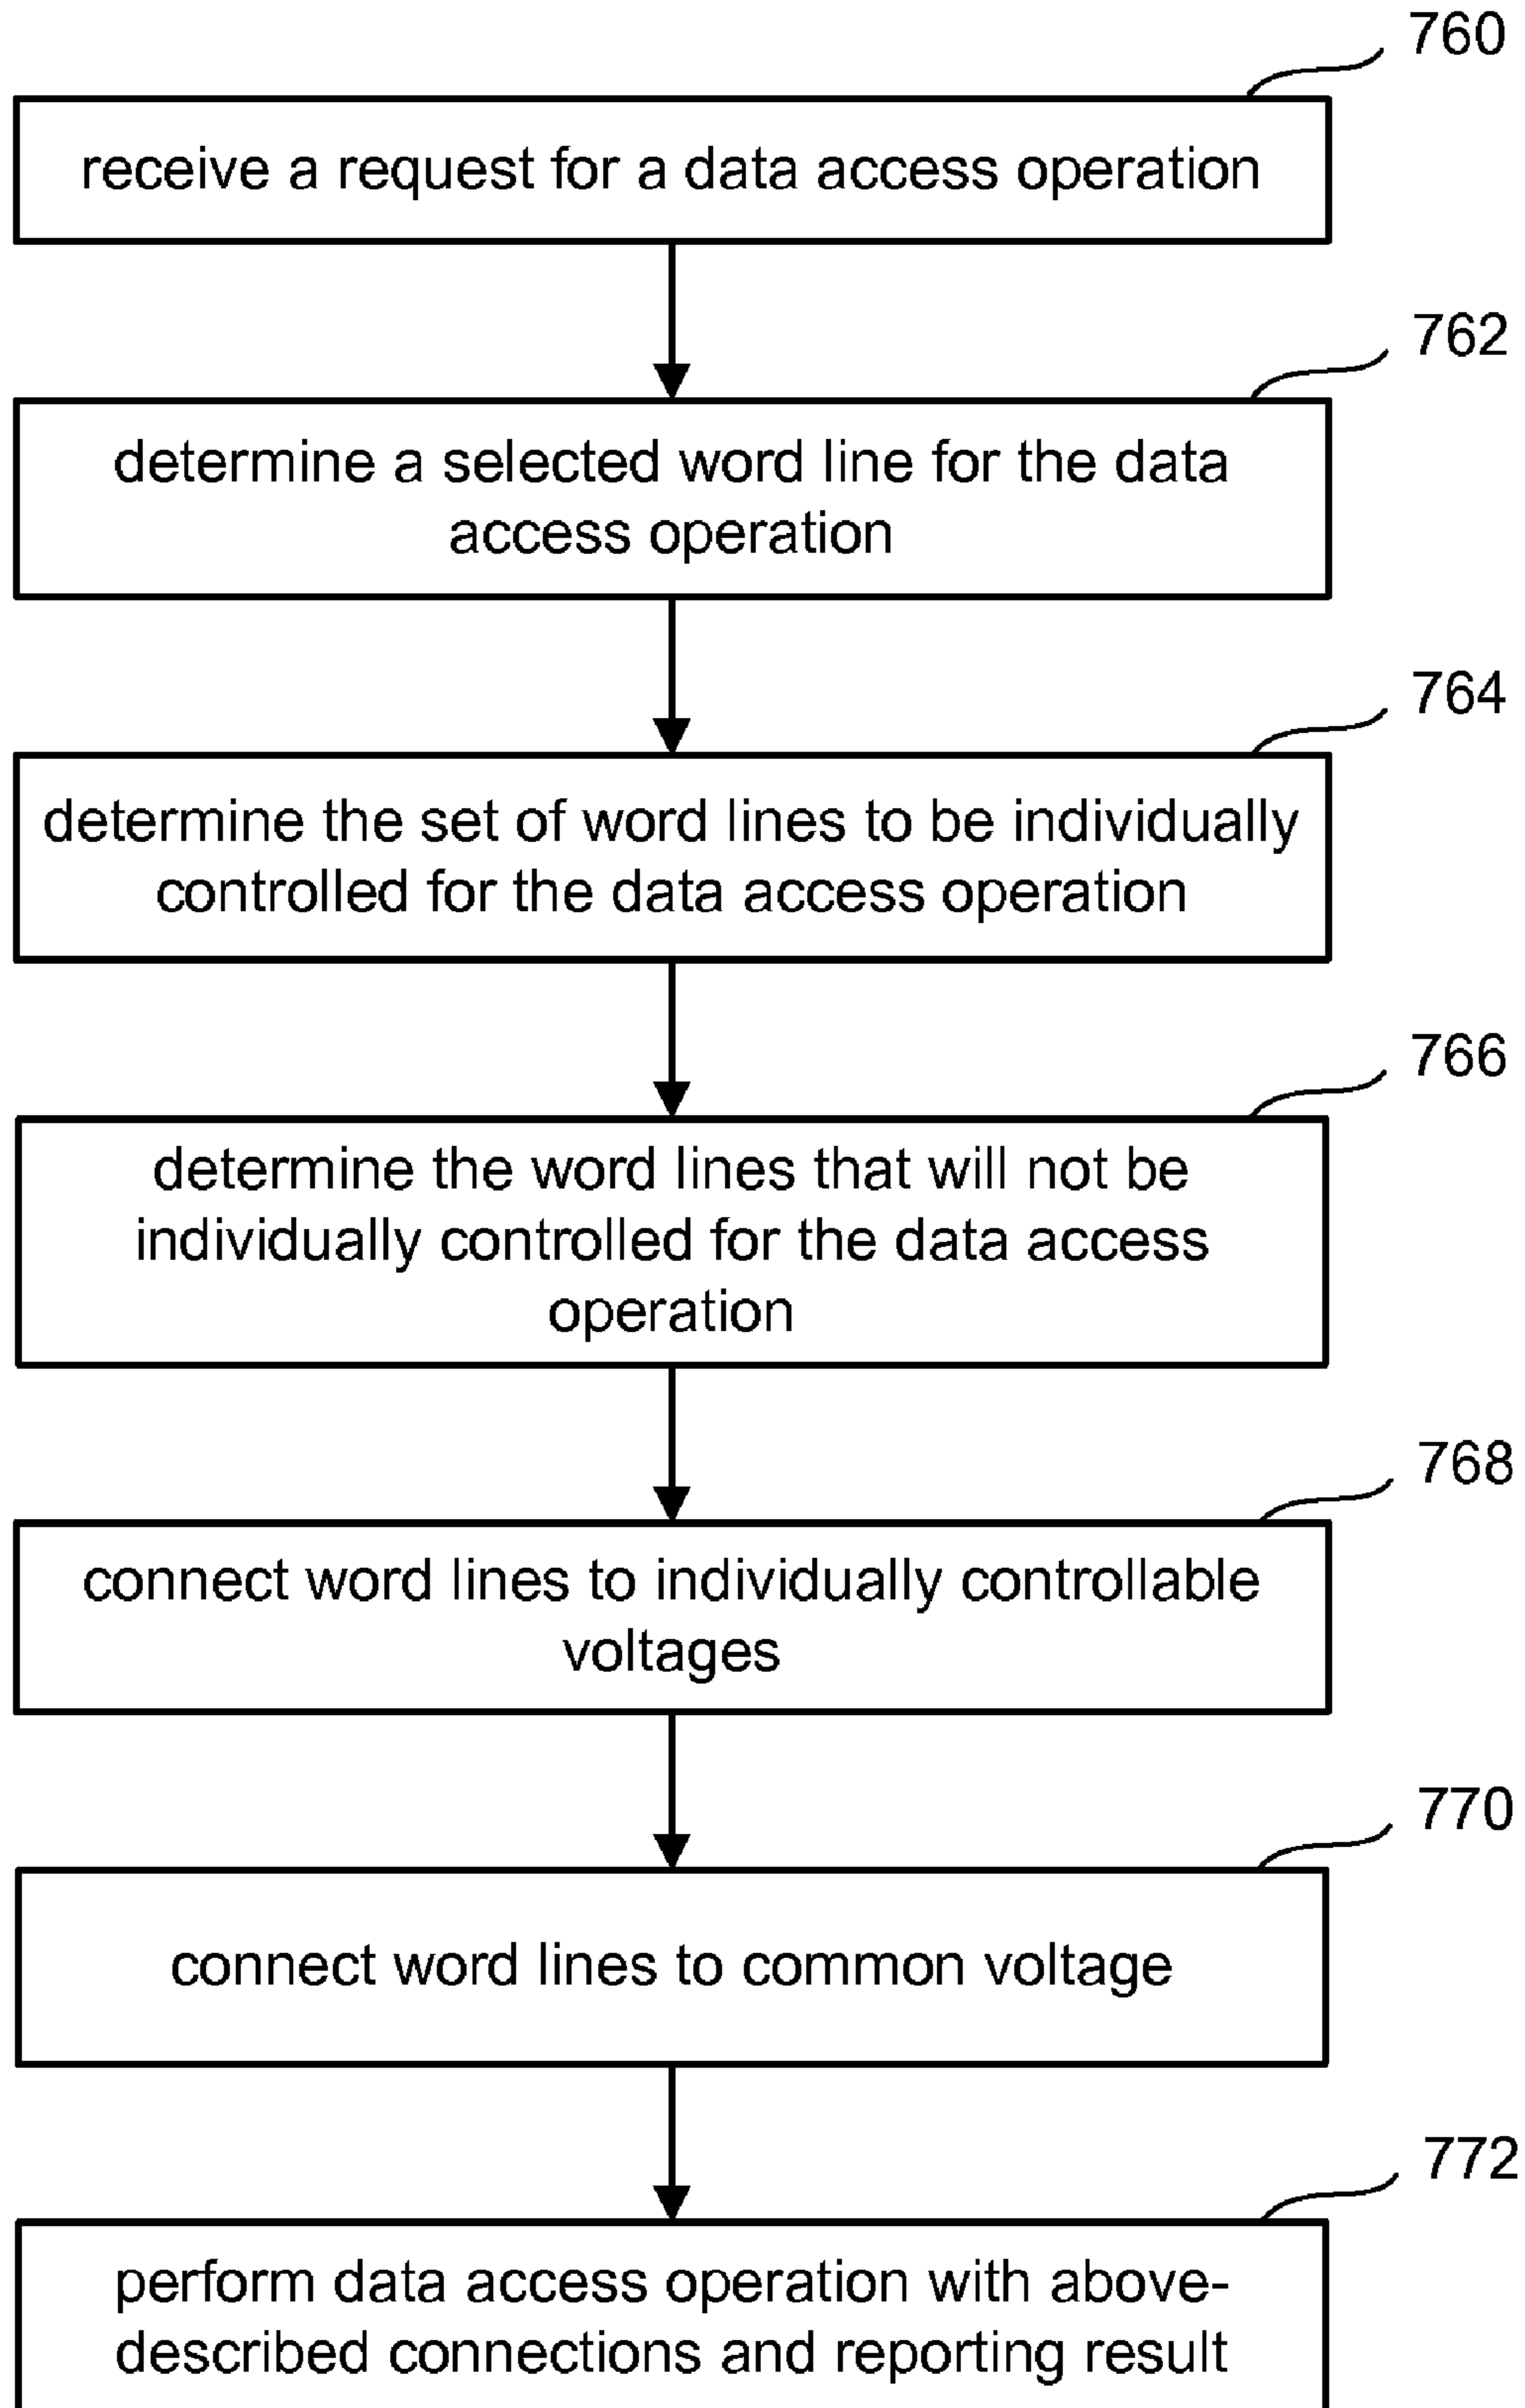 760
receive a request for a data access operation
762
determine a selected word line for the data
access operation
764
determine the set of word lines to be individually
controlled for the data access operation
766
determine the word lines that will not be
individually controlled for the data access
operation
768
connect word lines to individually controllable
voltages
770
connect word lines to common voltage
772
perform data access operation with above-
described connections and reporting result